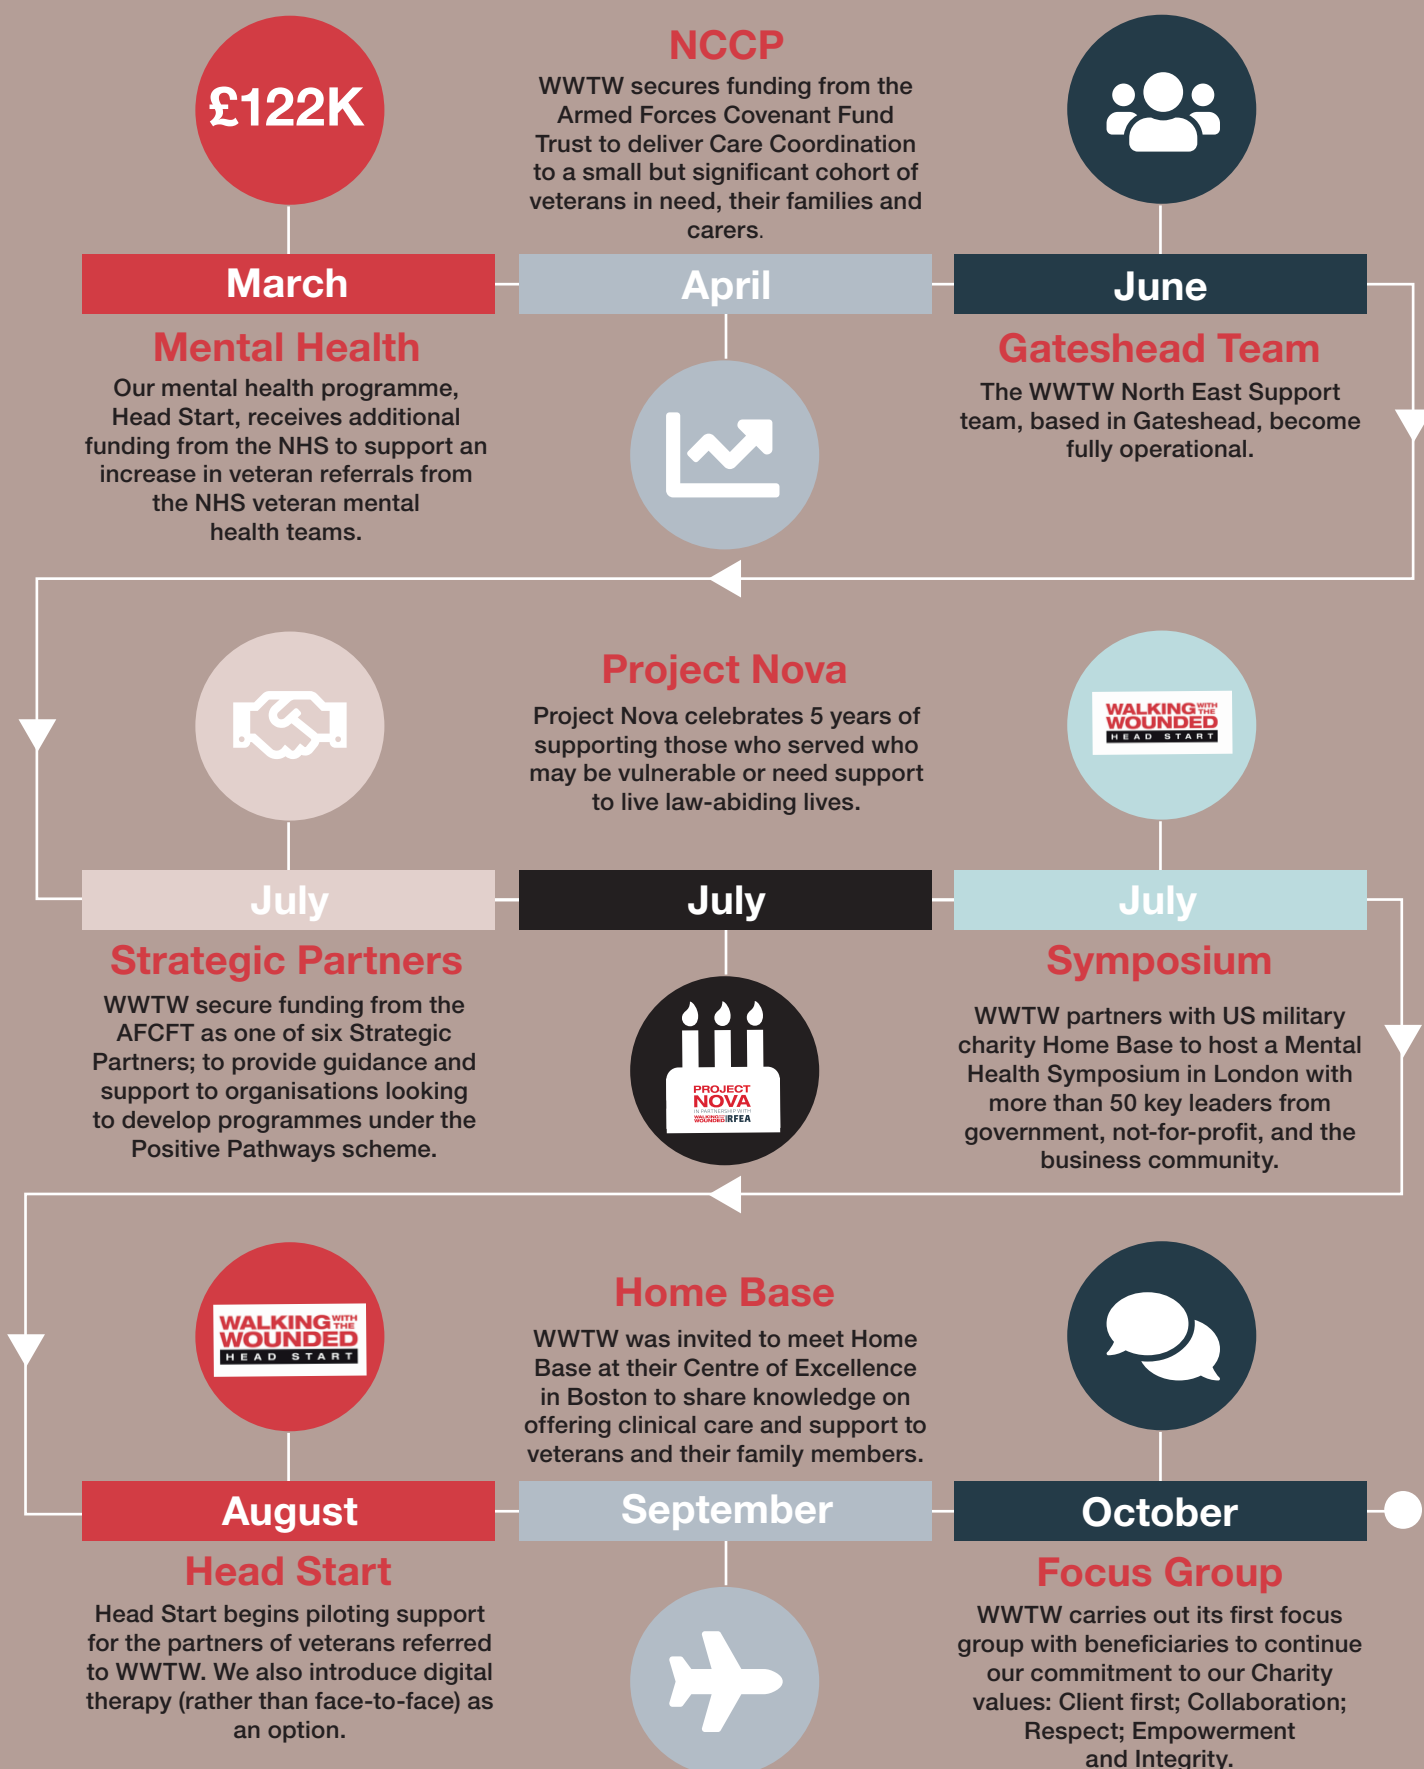 £122K
March
Mental Health
Our mental health programme,
Head Start, receives additional
funding from the NHS to support an
increase in veteran referrals from
the NHS veteran mental
health teams.
NCCP
WWTW secures funding from the
Armed Forces Covenant Fund
Trust to deliver Care Coordination
to a small but significant cohort of
veterans in need, their families and
carers.
April
June
Gateshead Team
The WWTW North East Support
team, based in Gateshead, become
fully operational.
July
Strategic Partners
WWTW secure funding from the
AFCFT as one of six Strategic
Partners; to provide guidance and
support to organisations looking
to develop programmes under the
Positive Pathways scheme.
Project Nova
Project Nova celebrates 5 years of
supporting those who served who
may be vulnerable or need support
to live law-abiding lives.
July
PROJECT
NOVA
IN PARTNERSHIP WITH
WALKING WITH THE
WOUNDED RFEA
WALKING WITH THE
WOUNDED
HEAD START
July
Symposium
WWTW partners with US military
charity Home Base to host a Mental
Health Symposium in London with
more than 50 key leaders from
government, not-for-profit, and the
business community.
WALKING WITH THE
WOUNDED
HEAD START
August
Head Start
Head Start begins piloting support
for the partners of veterans referred
to WWTW. We also introduce digital
therapy (rather than face-to-face) as
an option.
Home Base
WWTW was invited to meet Home
Base at their Centre of Excellence
in Boston to share knowledge on
offering clinical care and support to
veterans and their family members.
September
October
Focus Group
WWTW carries out its first focus
group with beneficiaries to continue
our commitment to our Charity
values: Client first; Collaboration;
Respect; Empowerment
and Integrity.